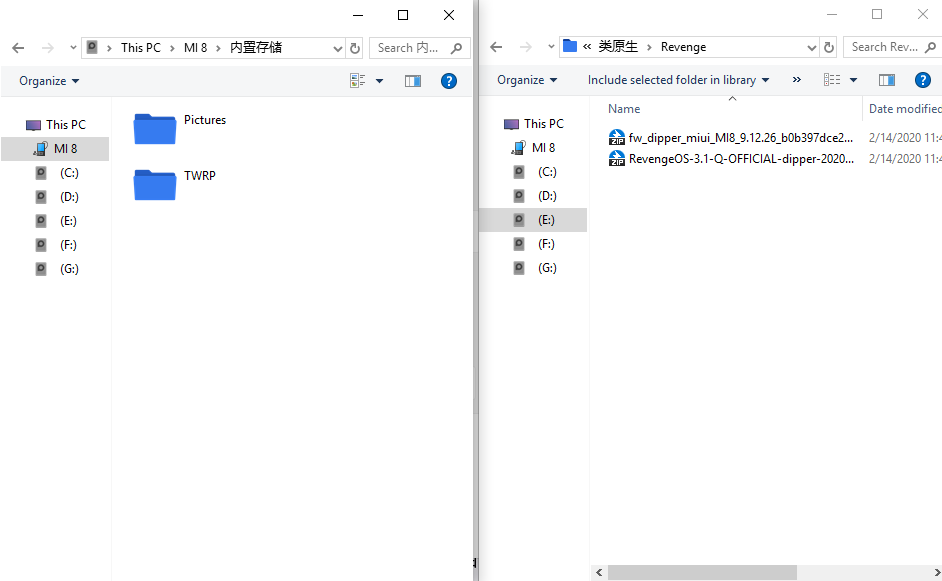 This PC > MI 8 > 内置存储
Search 内...
Organize
?
This PC
MI 8
(C:)
(D:)
(E:)
(F:)
(G:)
Pictures
TWRP
« 类原生 > Revenge
Search Rev...
Organize
Include selected folder in library
»
?
This PC
MI 8
(C:)
(D:)
(E:)
(F:)
(G:)
Name
Date modified
ZIP
fw_dipper_miui_MI8_9.12.26_b0b397dce2...
2/14/2020 11:4
ZIP
RevengeOS-3.1-Q-OFFICIAL-dipper-2020...
2/14/2020 11:4